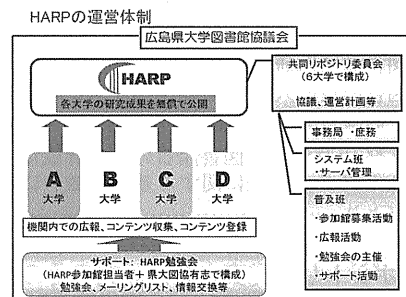 HARPの運営体制
広島県大学図書館協議会
HARP
各大学の研究成果を無償で公開
A
大学
B
大学
C
大学
D
大学
機関内での広報、コンテンツ収集、コンテンツ登録
サポート: HARP勉強会
(HARP参加館担当者+県大図協有志で構成)
勉強会、メーリングリスト、情報交換等
共同リポジトリ委員会
(6大学で構成)
協議、運営計画等
事務局・庶務
システム班
・サーバ管理
普及班
・参加館募集活動
・広報活動
・勉強会の主催
・サポート活動